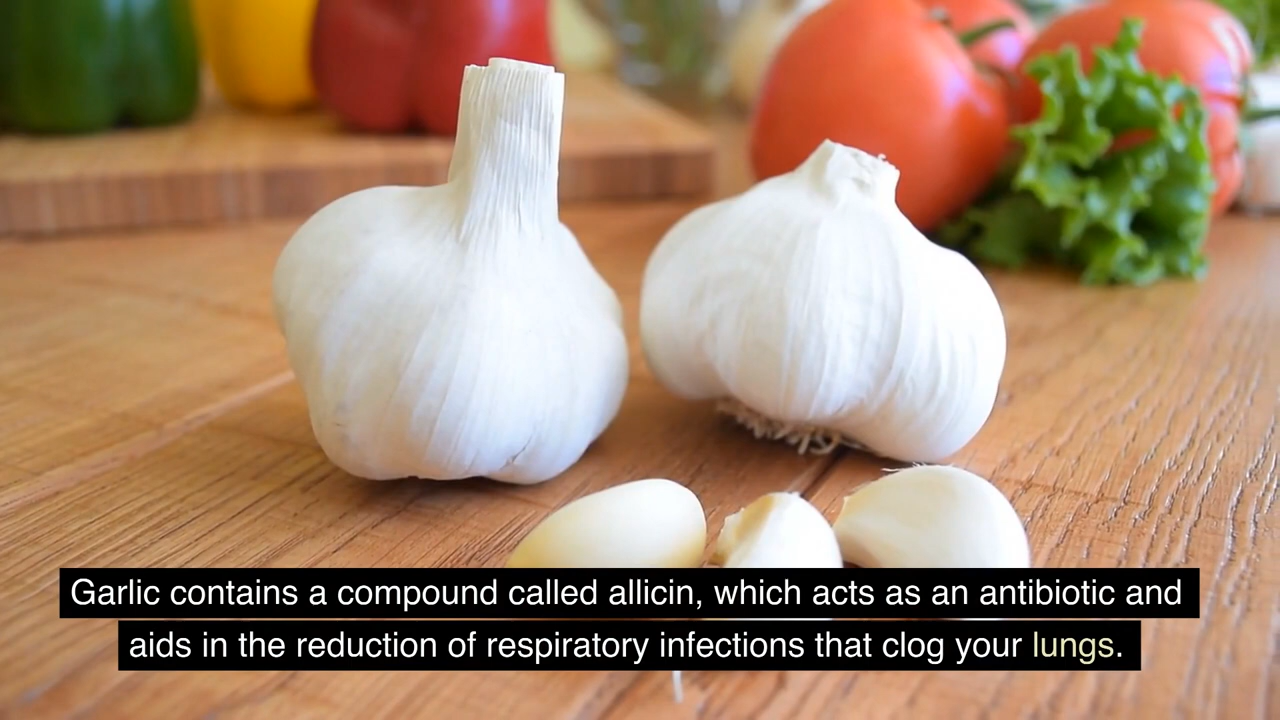 Garlic contains a compound called allicin, which acts as an antibiotic and
aids in the reduction of respiratory infections that clog your lungs.